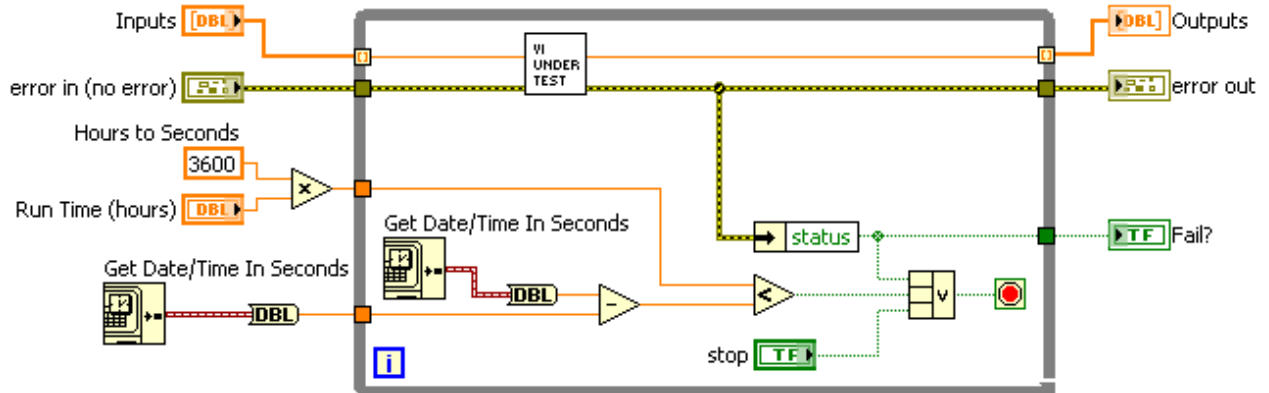 Inputs [DBL]
VI
UNDER
TEST
[DBL] Outputs
error in (no error)
error out
Hours to Seconds
3600
Run Time (hours) DBL
Get Date/Time In Seconds
DBL
status
TF Fail?
Get Date/Time In Seconds
DBL
stop TF
i